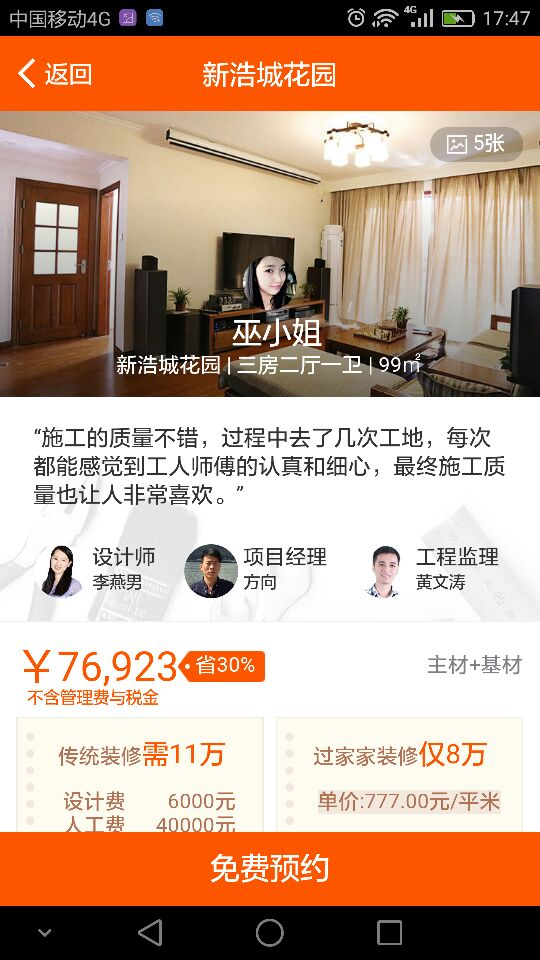 中国移动4G 4G 17:47
返回 新浩城花园
5张
巫小姐
新浩城花园 | 三房二厅一卫 | 99㎡
“施工的质量不错，过程中去了几次工地，每次
都能感觉到工人师傅的认真和细心，最终施工质
量也让人非常喜欢。”
设计师 项目经理 工程监理
李燕男 方向 黄文涛
￥76,923 省30% 主材+基材
不含管理费与税金
传统装修需11万 过家家装修仅8万
设计费 6000元 单价:777.00元/平米
人工费 40000元
免费预约